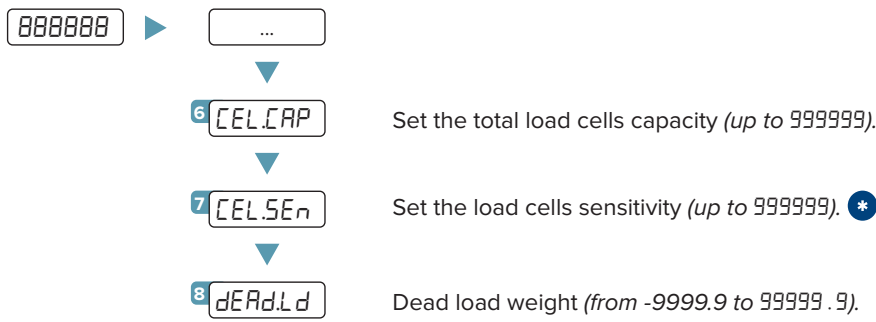 888888 ...
6 CEL.CAP Set the total load cells capacity (up to 999999).
7 CEL.SEn Set the load cells sensitivity (up to 999999). *
8 dEAd.Ld Dead load weight (from -9999.9 to 99999.9).